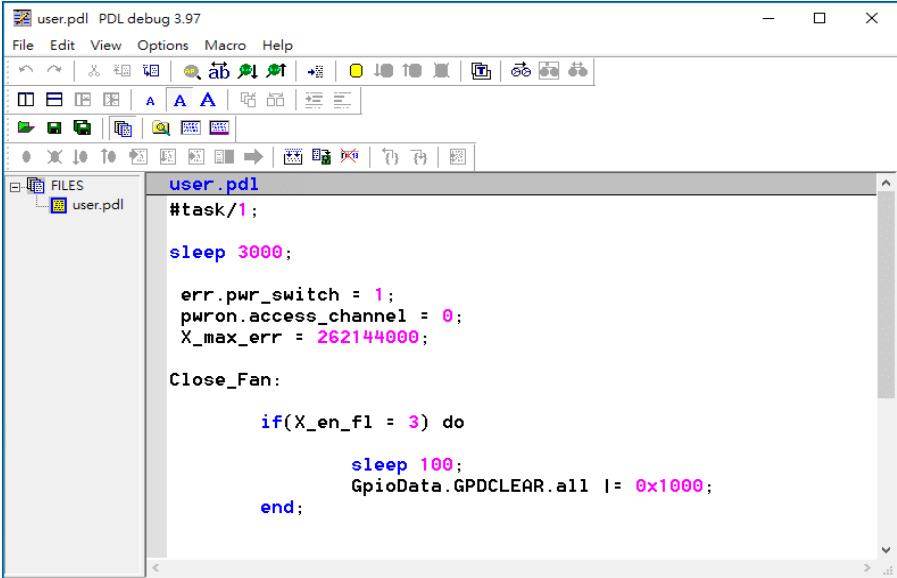 user.pdl PDL debug 3.97
File Edit View Options Macro Help
ab
A A A
FILES
user.pdl
user.pdl
#task/1;
sleep 3000;
err.pwr_switch = 1;
pwron.access_channel = 0;
X_max_err = 262144000;
Close_Fan:
if(X_en_fl = 3) do
sleep 100;
GpioData.GPDCLEAR.all |= 0x1000;
end;